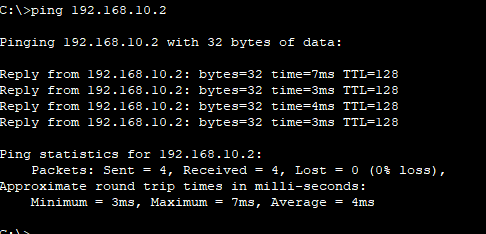 C:\>ping 192.168.10.2
Pinging 192.168.10.2 with 32 bytes of data:
Reply from 192.168.10.2: bytes=32 time=7ms TTL=128
Reply from 192.168.10.2: bytes=32 time=3ms TTL=128
Reply from 192.168.10.2: bytes=32 time=4ms TTL=128
Reply from 192.168.10.2: bytes=32 time=3ms TTL=128
Ping statistics for 192.168.10.2:
Packets: Sent = 4, Received = 4, Lost = 0 (0% loss),
Approximate round trip times in milli-seconds:
Minimum = 3ms, Maximum = 7ms, Average = 4ms
C:\>